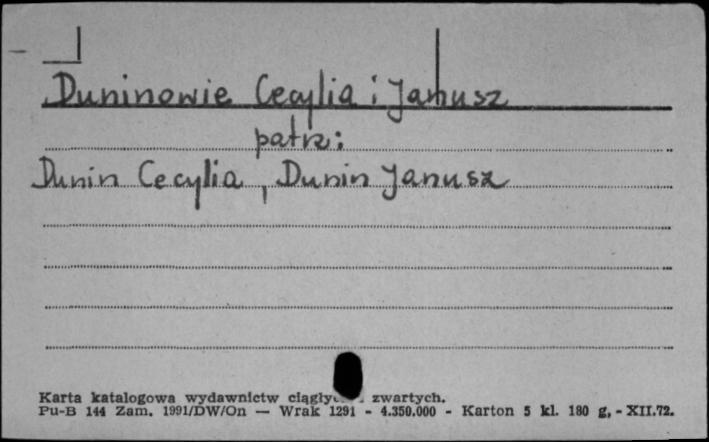 Duninowie Cecylia i Janusz
patrz:
Dunin Cecylia, Dunin Janusz
Karta katalogowa wydawnictw zwartych.
Pu-B 144 Zam. 1991/DW/On — Wrak 1291 - 4.350.000 - Karton 5 kl. 180 g, - XII.72.